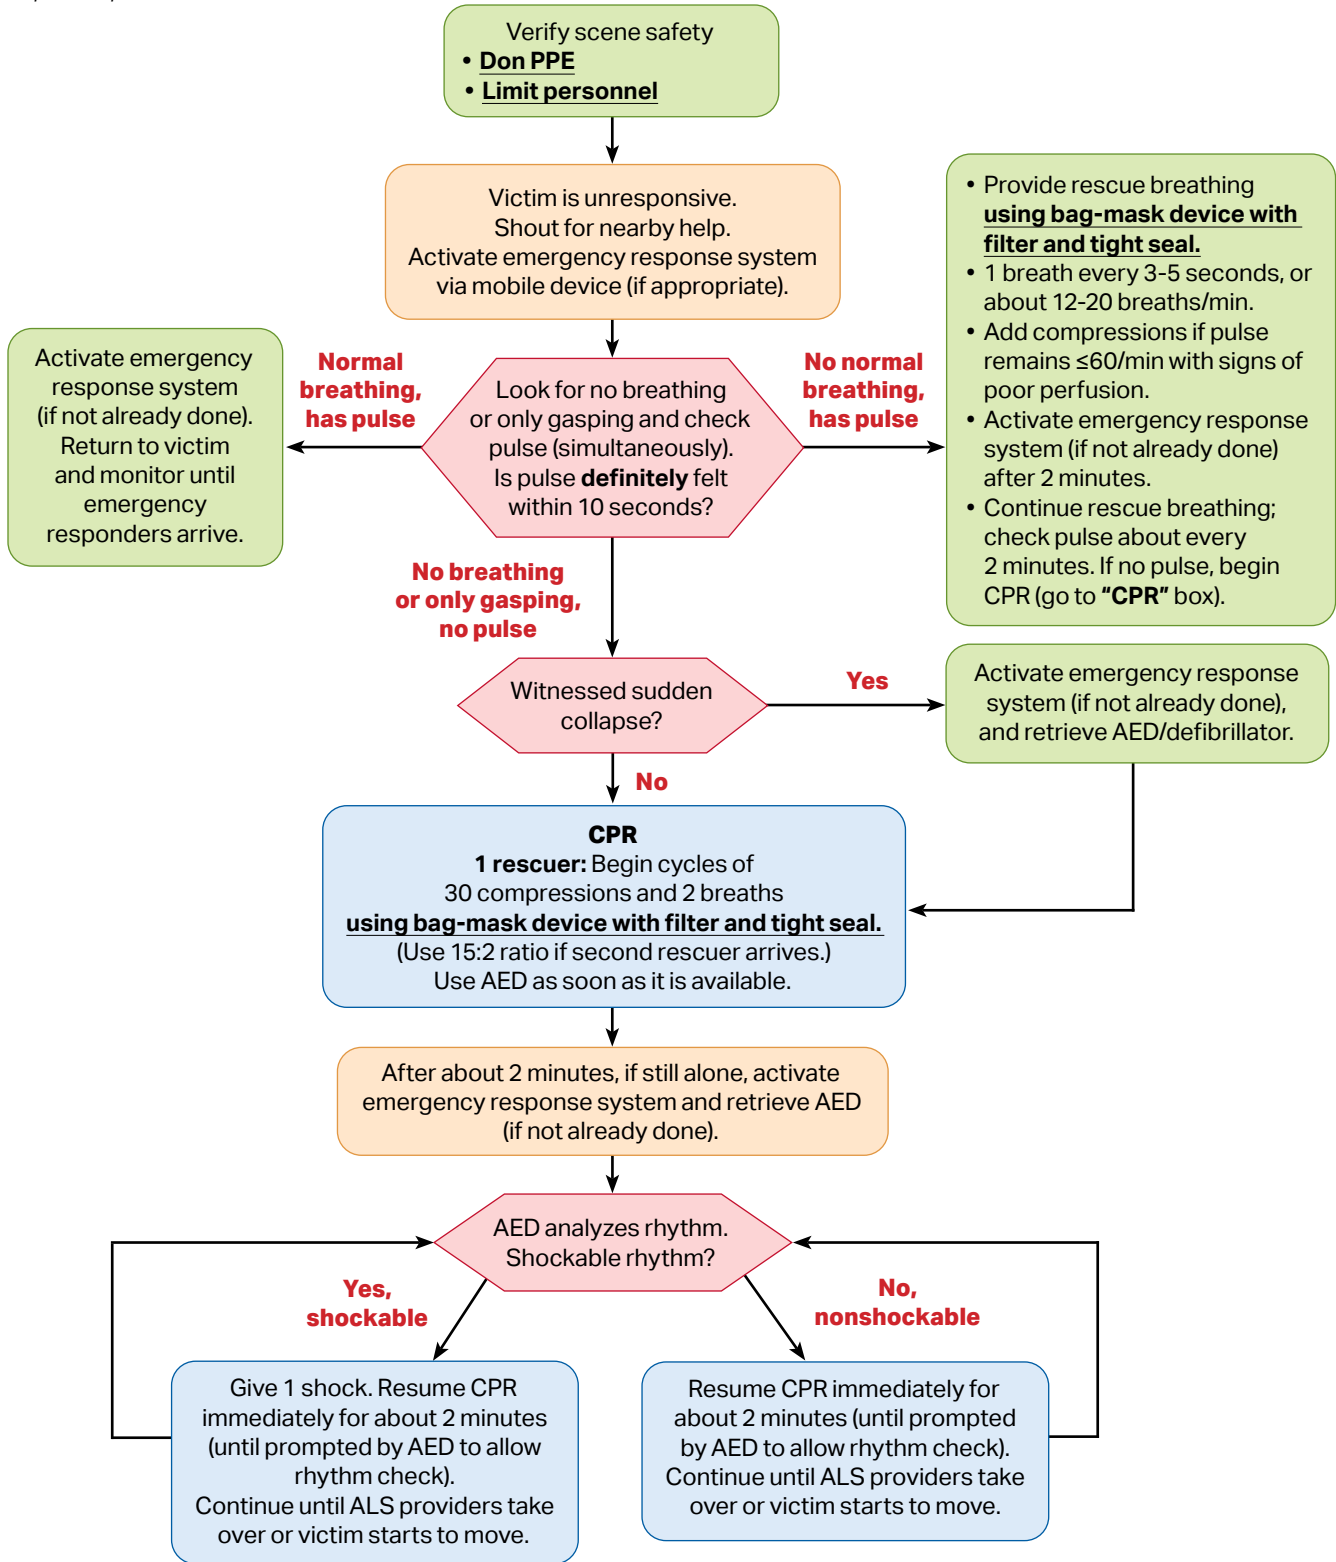 Verify scene safety
• Don PPE
• Limit personnel
Victim is unresponsive.
Shout for nearby help.
Activate emergency response system
via mobile device (if appropriate).
• Provide rescue breathing
using bag-mask device with
filter and tight seal.
• 1 breath every 3-5 seconds, or
about 12-20 breaths/min.
• Add compressions if pulse
remains ≤60/min with signs of
poor perfusion.
• Activate emergency response
system (if not already done)
after 2 minutes.
• Continue rescue breathing;
check pulse about every
2 minutes. If no pulse, begin
CPR (go to "CPR" box).
Activate emergency
response system
(if not already done).
Return to victim
and monitor until
emergency
responders arrive.
Normal
breathing,
has pulse
Look for no breathing
or only gasping and check
pulse (simultaneously).
Is pulse definitely felt
within 10 seconds?
No normal
breathing,
has pulse
No breathing
or only gasping,
no pulse
Witnessed sudden
collapse?
Yes
Activate emergency response
system (if not already done),
and retrieve AED/defibrillator.
No
CPR
1 rescuer: Begin cycles of
30 compressions and 2 breaths
using bag-mask device with filter and tight seal.
(Use 15:2 ratio if second rescuer arrives.)
Use AED as soon as it is available.
After about 2 minutes, if still alone, activate
emergency response system and retrieve AED
(if not already done).
AED analyzes rhythm.
Shockable rhythm?
Yes,
shockable
No,
nonshockable
Give 1 shock. Resume CPR
immediately for about 2 minutes
(until prompted by AED to allow
rhythm check).
Continue until ALS providers take
over or victim starts to move.
Resume CPR immediately for
about 2 minutes (until prompted
by AED to allow rhythm check).
Continue until ALS providers take
over or victim starts to move.